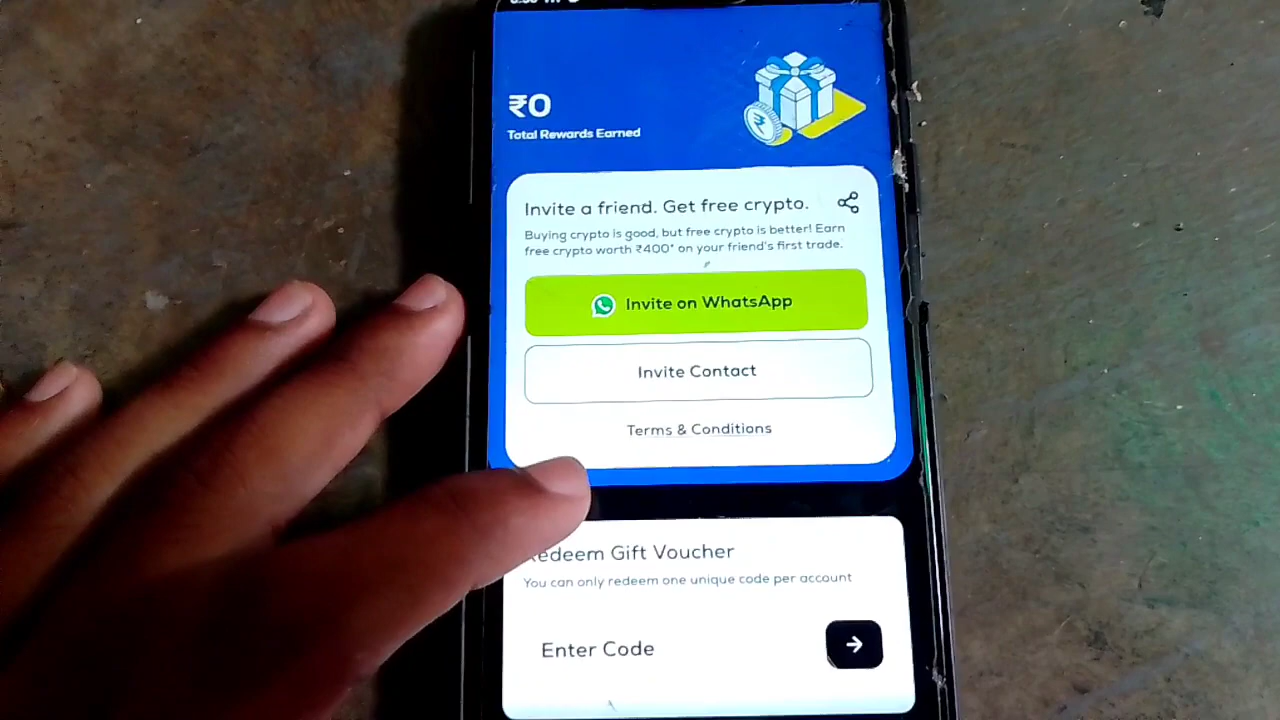 ₹0
Total Rewards Earned
Invite a friend. Get free crypto.
Buying crypto is good, but free crypto is better! Earn
free crypto worth ₹400* on your friend's first trade.
Invite on WhatsApp
Invite Contact
Terms & Conditions
Redeem Gift Voucher
You can only redeem one unique code per account
Enter Code